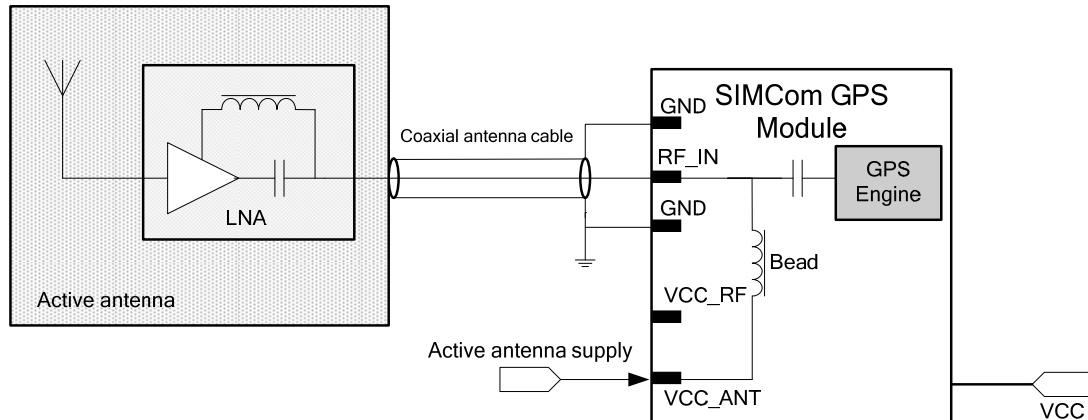 SIMCom GPS
Module
GND
Coaxial antenna cable
RF_IN
GPS
Engine
LNA
GND
Bead
Active antenna
VCC_RF
Active antenna supply
VCC_ANT
VCC